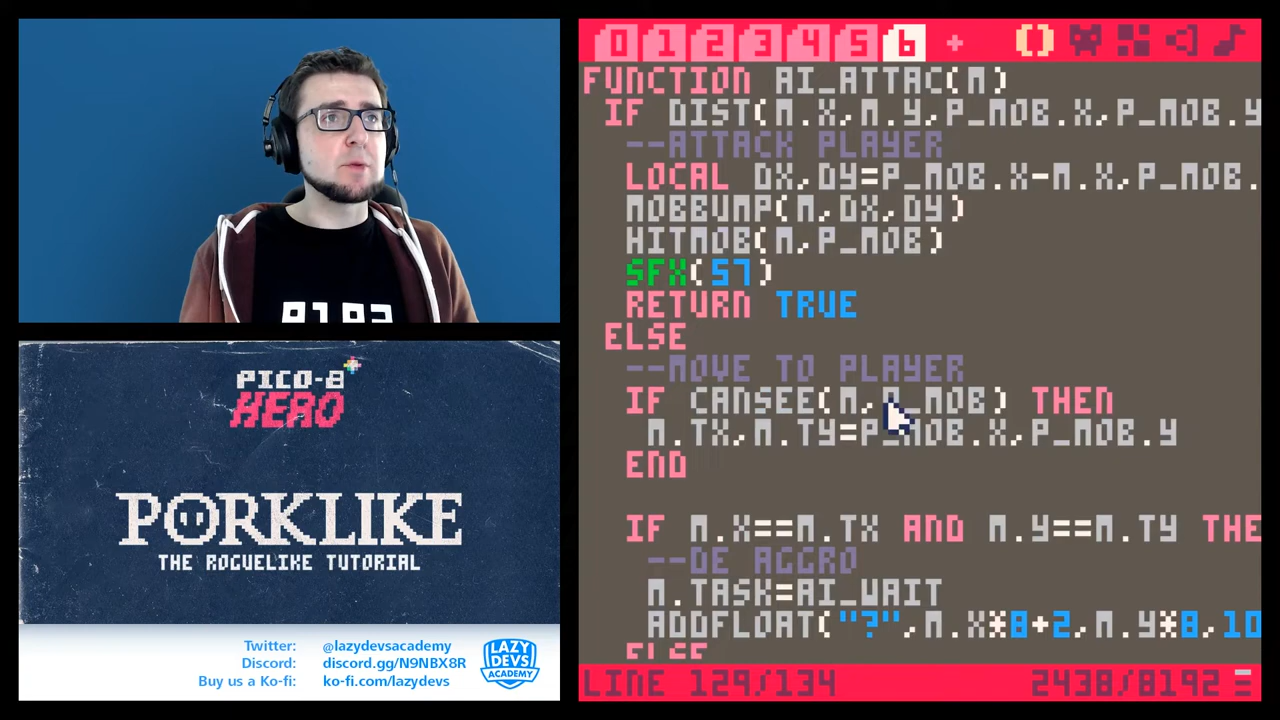 0 1 2 3 4 5 6 +
FUNCTION AI_ATTAC(M)
IF DIST(M.X,M.Y,P_MOB.X,P_MOB.Y
--ATTACK PLAYER
LOCAL DX,DY=P_MOB.X-M.X,P_MOB.
MOBBUMP(M,DX,DY)
HITMOB(M,P_MOB)
SFX(57)
RETURN TRUE
ELSE
--MOVE TO PLAYER
IF CANSEE(M,P_MOB) THEN
M.TX,M.TY=P_MOB.X,P_MOB.Y
END
IF M.X==M.TX AND M.Y==M.TY THE
--DE AGGRO
M.TASK=AI_WAIT
ADDFLOAT("?",M.X*8+2,M.Y*8,10
ELSE
LINE 129/134 2438/8192
8192
PICO-8
HERO
PORKLIKE
THE ROGUELIKE TUTORIAL
Twitter: @lazydevsacademy
Discord: discord.gg/N9NBX8R
Buy us a Ko-fi: ko-fi.com/lazydevs
LAZY
DEVS
ACADEMY